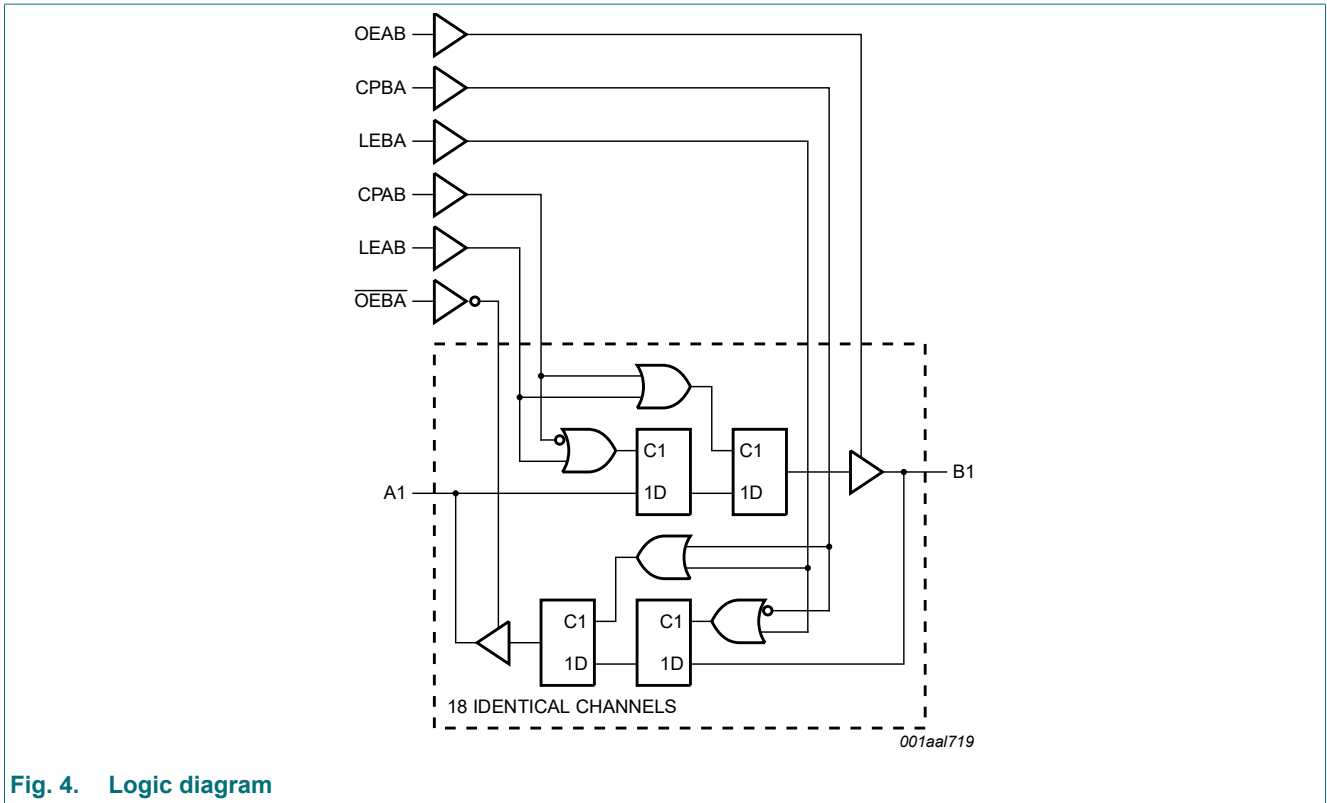 OEAB
CPBA
LEBA
CPAB
LEAB
OEBA
C1
C1
1D
1D
A1
B1
C1
C1
1D
1D
18 IDENTICAL CHANNELS
001aal719
Fig. 4. Logic diagram